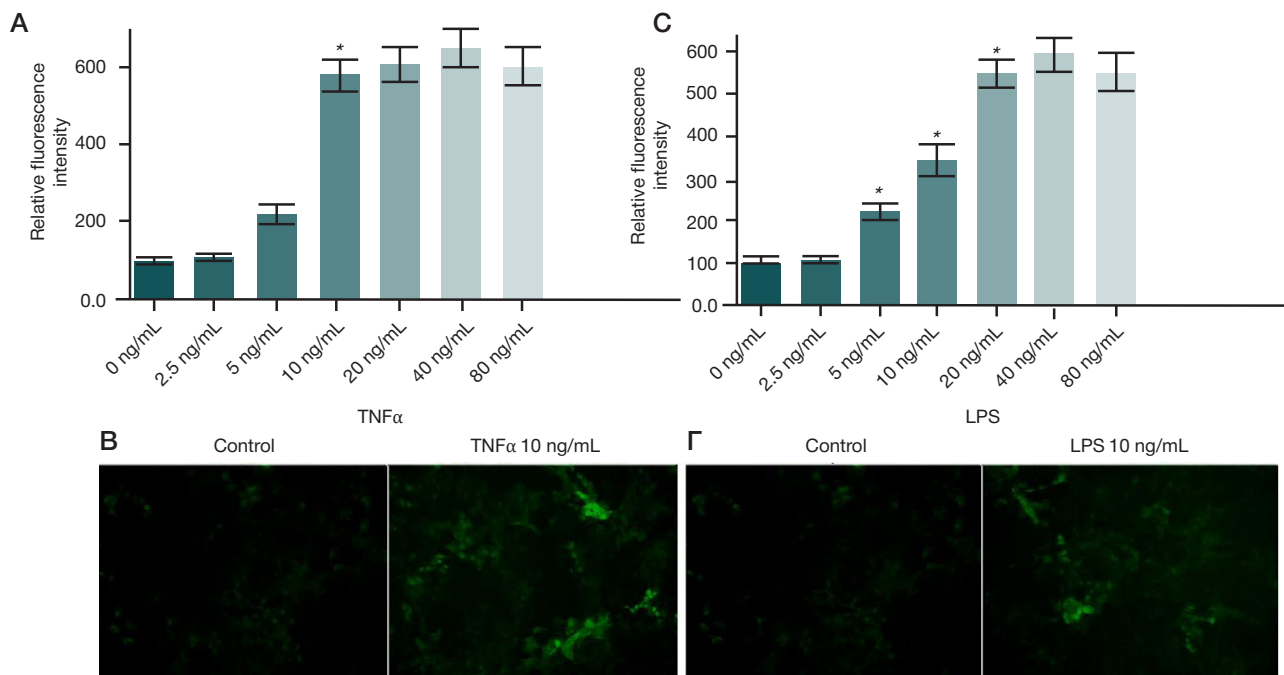 A
Relative fluorescence
intensity
600
400
200
0.0
0 ng/mL
2.5 ng/mL
5 ng/mL
10 ng/mL
20 ng/mL
40 ng/mL
80 ng/mL
*
TNFα
C
Relative fluorescence
intensity
600
500
400
300
200
100
0.0
0 ng/mL
2.5 ng/mL
5 ng/mL
10 ng/mL
20 ng/mL
40 ng/mL
80 ng/mL
*
*
*
LPS
B
Control
TNFα 10 ng/mL
Г
Control
LPS 10 ng/mL